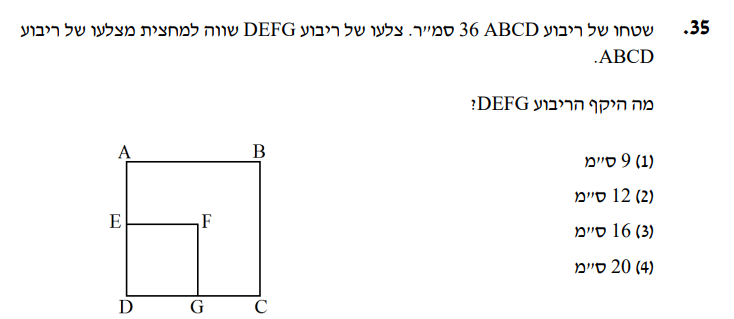 35. שטחו של ריבוע ABCD 36 סמ״ר. צלעו של ריבוע DEFG שווה למחצית מצלעו של ריבוע
ABCD.
מה היקף הריבוע DEFG?
(1) 9 ס״מ
(2) 12 ס״מ
(3) 16 ס״מ
(4) 20 ס״מ
A B
E F
D G C